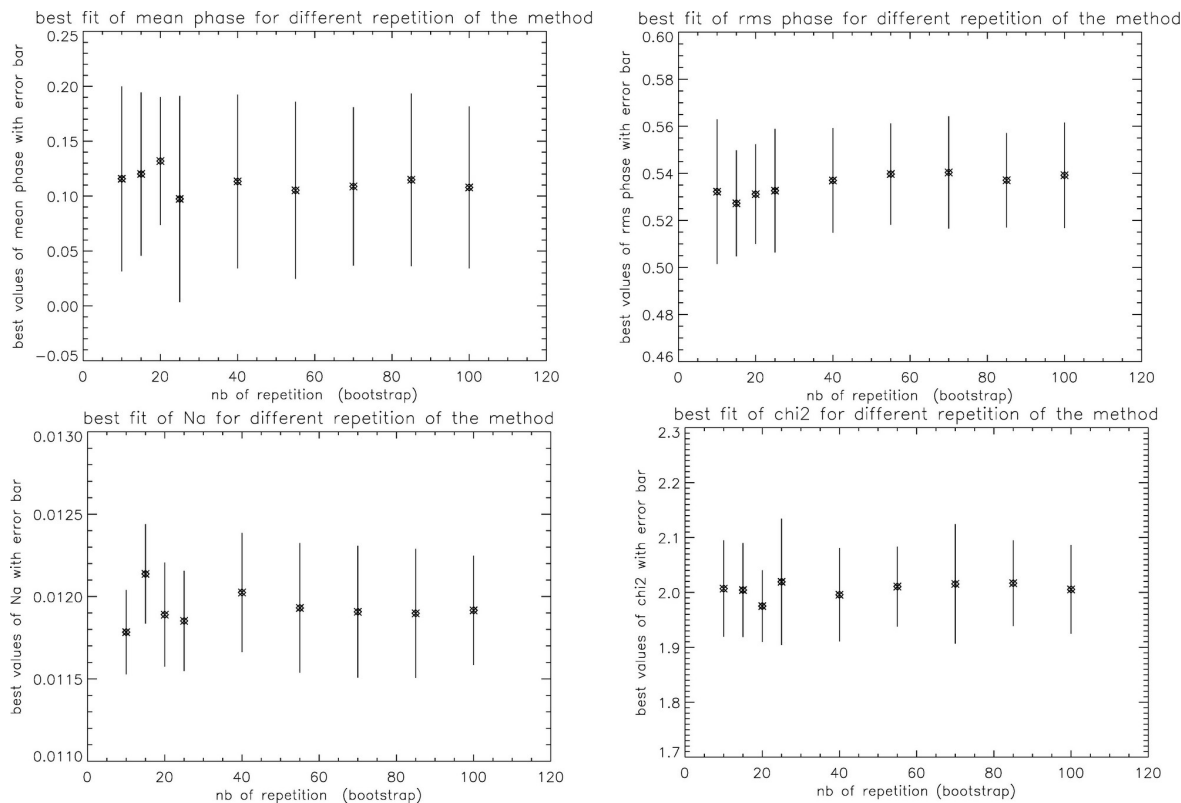 best fit of mean phase for different repetition of the method
best values of mean phase with error bar
0.25
0.20
0.15
0.10
0.05
0.00
−0.05
0 20 40 60 80 100 120
nb of repetition (bootstrap)
best fit of rms phase for different repetition of the method
best values of rms phase with error bar
0.60
0.58
0.56
0.54
0.52
0.50
0.48
0.46
0 20 40 60 80 100 120
nb of repetition (bootstrap)
best fit of Na for different repetition of the method
best values of Na with error bar
0.0130
0.0125
0.0120
0.0115
0.0110
0 20 40 60 80 100 120
nb of repetition (bootstrap)
best fit of chi2 for different repetition of the method
best values of chi2 with error bar
2.3
2.2
2.1
2.0
1.9
1.8
1.7
0 20 40 60 80 100 120
nb of repetition (bootstrap)